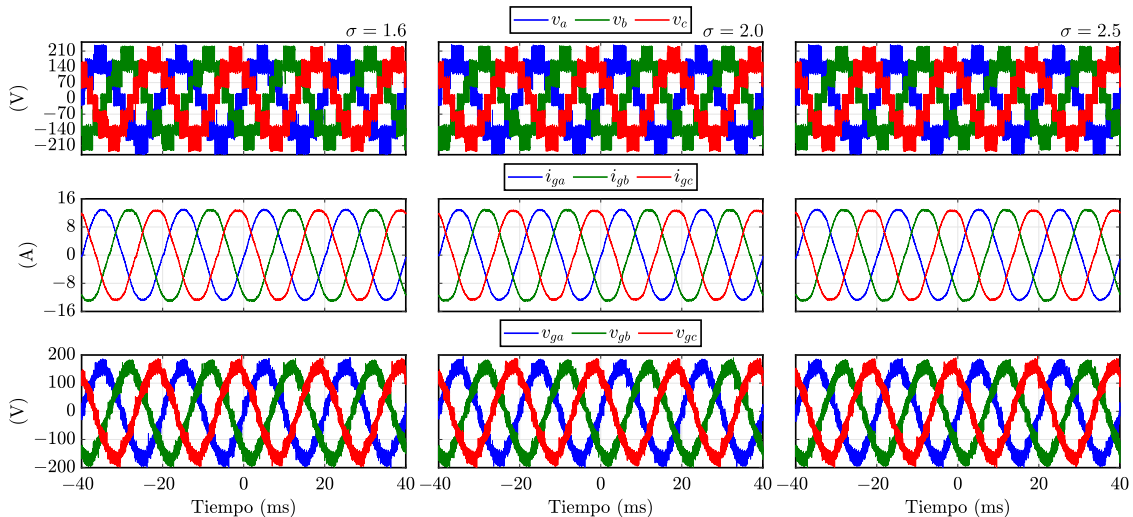 v_a v_b v_c
σ = 1.6
σ = 2.0
σ = 2.5
(V)
210
140
70
0
−70
−140
−210
i_ga i_gb i_gc
(A)
16
8
0
−8
−16
v_ga v_gb v_gc
(V)
200
100
0
−100
−200
−40 −20 0 20 40
−40 −20 0 20 40
−40 −20 0 20 40
Tiempo (ms)
Tiempo (ms)
Tiempo (ms)